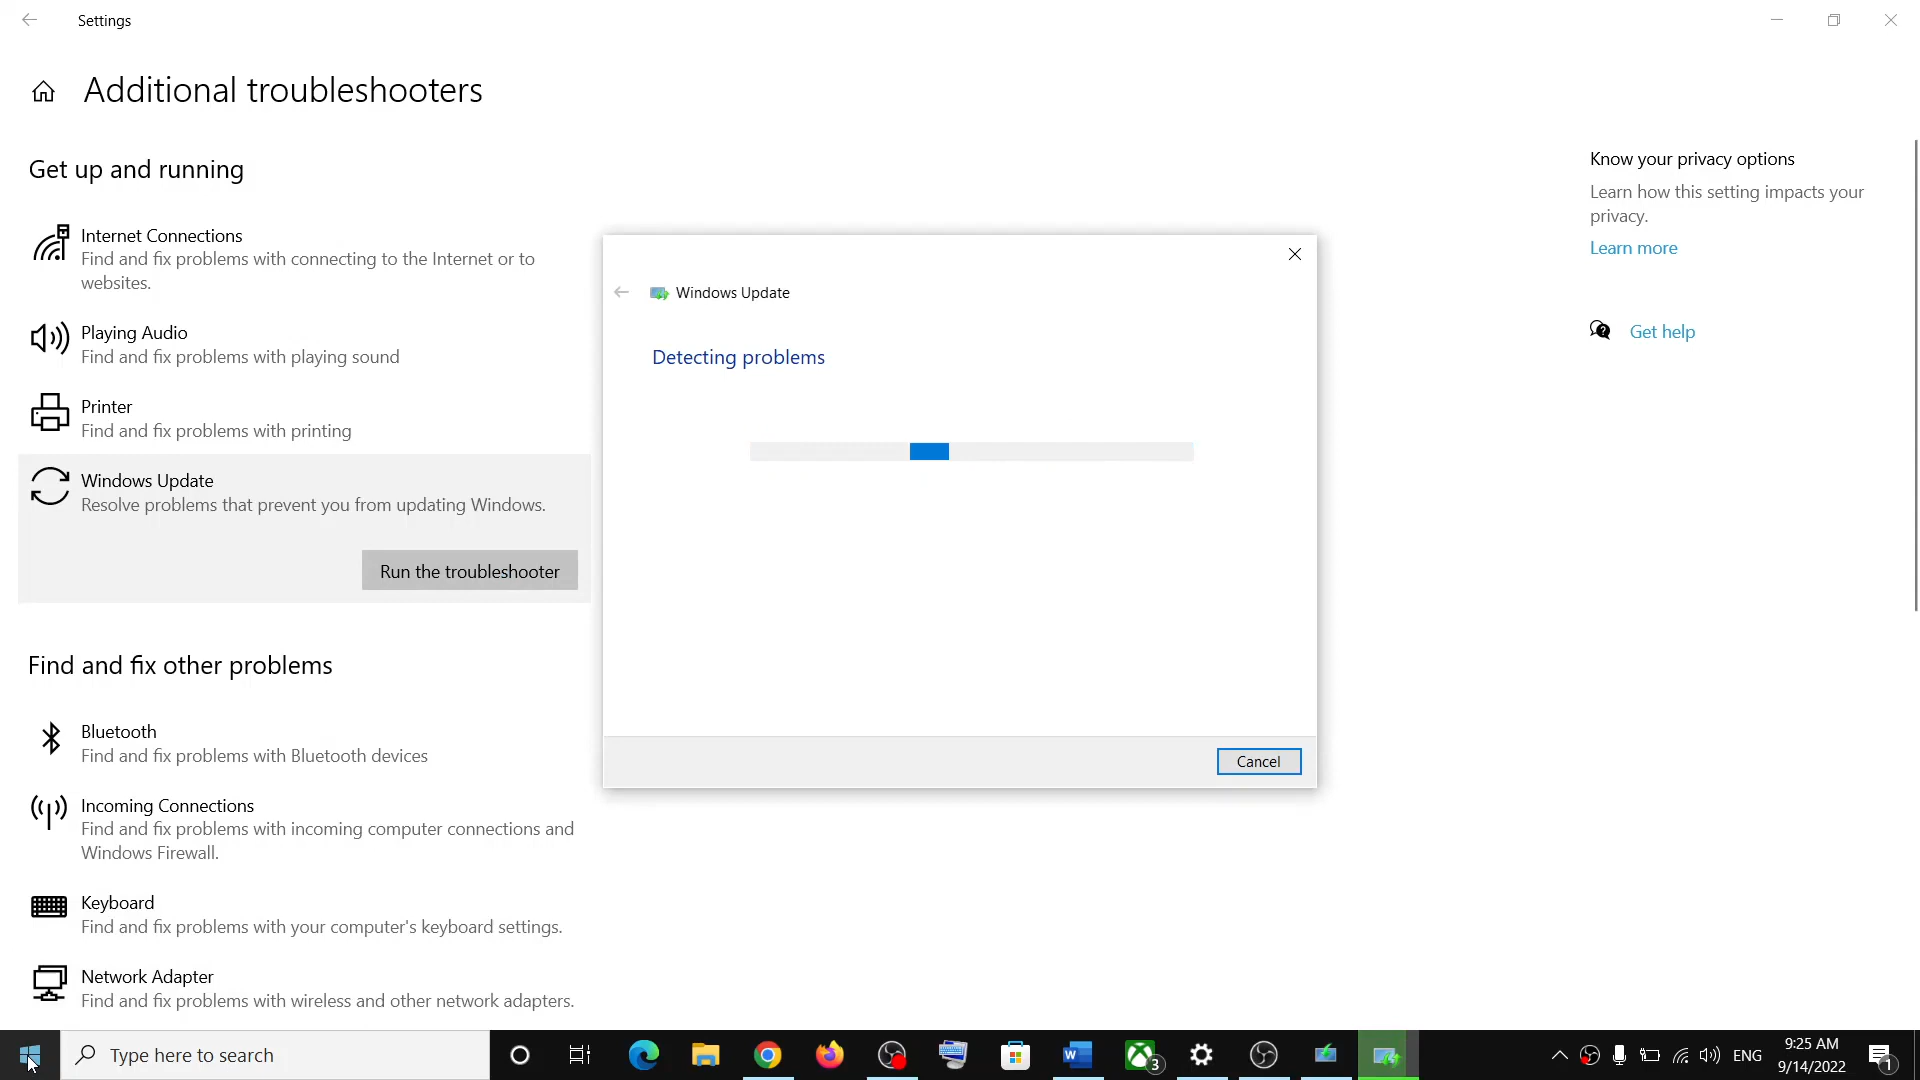 Settings
Additional troubleshooters
Get up and running
Internet Connections
Find and fix problems with connecting to the Internet or to
websites.
Playing Audio
Find and fix problems with playing sound
Printer
Find and fix problems with printing
Windows Update
Resolve problems that prevent you from updating Windows.
Run the troubleshooter
Find and fix other problems
Bluetooth
Find and fix problems with Bluetooth devices
Incoming Connections
Find and fix problems with incoming computer connections and
Windows Firewall.
Keyboard
Find and fix problems with your computer's keyboard settings.
Network Adapter
Find and fix problems with wireless and other network adapters.
Windows Update
Detecting problems
Cancel
Know your privacy options
Learn how this setting impacts your
privacy.
Learn more
Get help
Type here to search
W
3
ENG
9:25 AM
9/14/2022
1